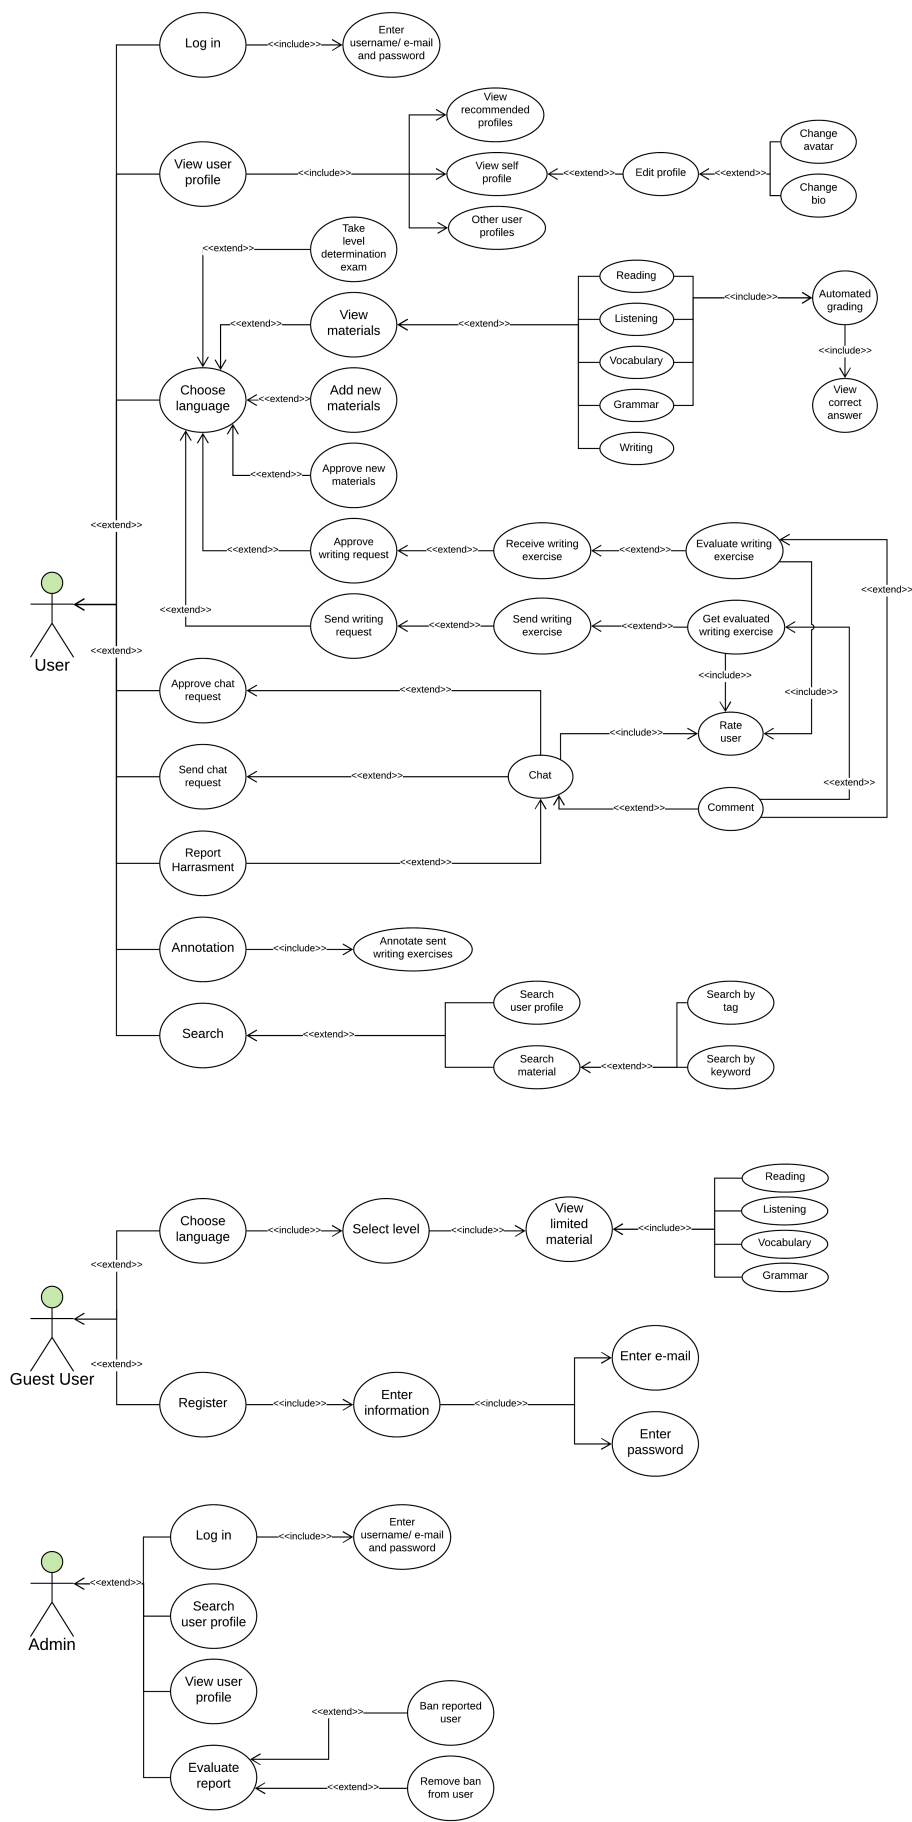 Log in
<<include>>
Enter
username/ e-mail
and password
View user
profile
<<include>>
View
recommended
profiles
View self
profile
<<extend>>
Edit profile
<<extend>>
Change
avatar
Change
bio
Other user
profiles
Take
level
determination
exam
<<extend>>
View
materials
<<extend>>
<<extend>>
Reading
Listening
Vocabulary
Grammar
Writing
<<include>>
Automated
grading
<<include>>
View
correct
answer
Choose
language
<<extend>>
Add new
materials
<<extend>>
Approve new
materials
<<extend>>
<<extend>>
Approve
writing request
<<extend>>
Receive writing
exercise
<<extend>>
Evaluate writing
exercise
<<extend>>
User
<<extend>>
Send writing
request
<<extend>>
Send writing
exercise
<<extend>>
Get evaluated
writing exercise
<<extend>>
<<include>>
<<include>>
Approve chat
request
<<extend>>
Rate
user
<<include>>
Send chat
request
<<extend>>
Chat
<<extend>>
<<extend>>
Comment
Report
Harrasment
<<extend>>
Annotation
<<include>>
Annotate sent
writing exercises
Search
<<extend>>
Search
user profile
Search
material
<<extend>>
Search by
tag
Search by
keyword
Guest User
<<extend>>
Choose
language
<<include>>
Select level
<<include>>
View
limited
material
<<include>>
Reading
Listening
Vocabulary
Grammar
<<extend>>
Register
<<include>>
Enter
information
<<include>>
Enter e-mail
Enter
password
Admin
<<extend>>
Log in
<<include>>
Enter
username/ e-mail
and password
Search
user profile
View user
profile
Evaluate
report
<<extend>>
Ban reported
user
<<extend>>
Remove ban
from user